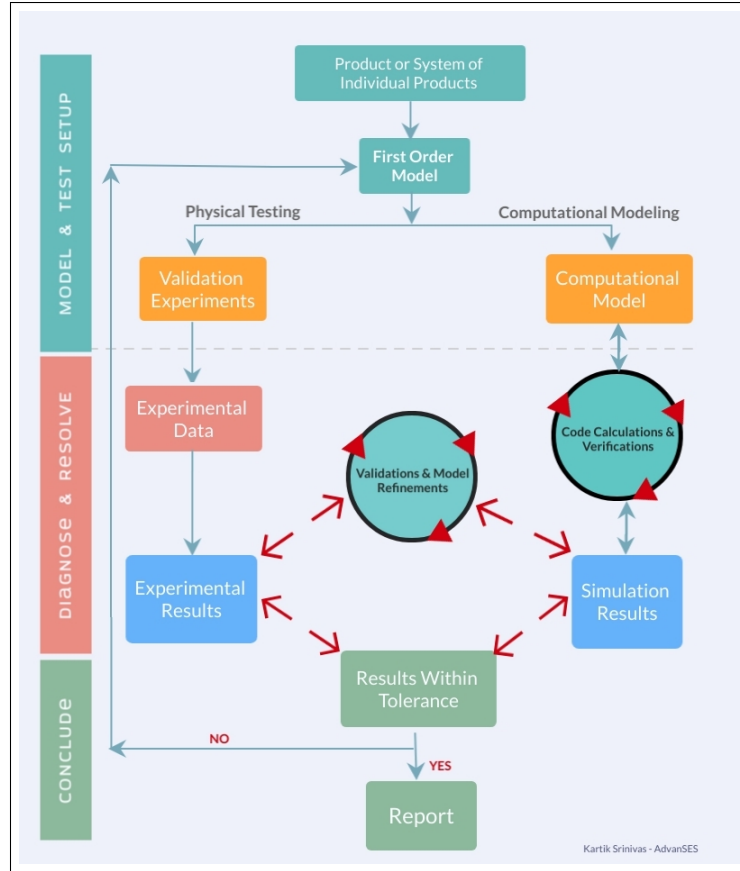 Product or System of
Individual Products
First Order
Model
Physical Testing
Computational Modeling
Validation
Experiments
Computational
Model
MODEL & TEST SETUP
Experimental
Data
Code Calculations &
Verifications
Validations & Model
Refinements
Experimental
Results
Simulation
Results
DIAGNOSE & RESOLVE
Results Within
Tolerance
NO
YES
Report
CONCLUDE
Kartik Srinivas - AdvanSES